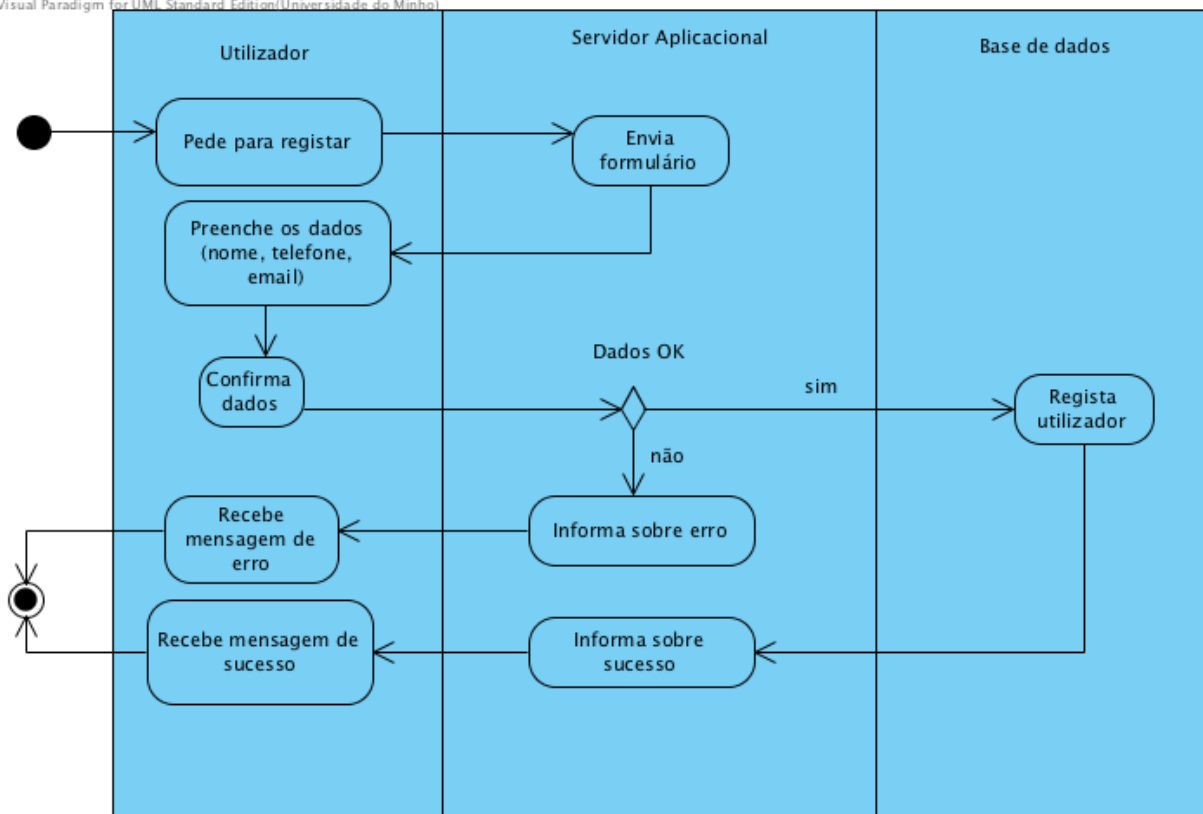 Visual Paradigm for UML Standard Edition(Universidade do Minho)
Utilizador
Servidor Aplicacional
Base de dados
Pede para registar
Envia
formulário
Preenche os dados
(nome, telefone,
email)
Confirma
dados
Dados OK
sim
Regista
utilizador
não
Recebe
mensagem de
erro
Informa sobre erro
Recebe mensagem de
sucesso
Informa sobre
sucesso